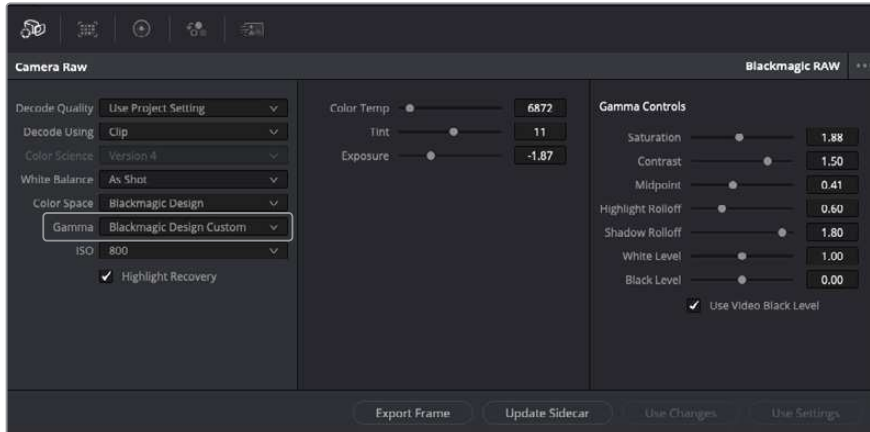 Camera Raw
Blackmagic RAW
Decode Quality Use Project Setting
Decode Using Clip
Color Science Version 4
White Balance As Shot
Color Space Blackmagic Design
Gamma Blackmagic Design Custom
ISO 800
Highlight Recovery
Color Temp 6872
Tint 11
Exposure -1.87
Gamma Controls
Saturation 1.88
Contrast 1.50
Midpoint 0.41
Highlight Rolloff 0.60
Shadow Rolloff 1.80
White Level 1.00
Black Level 0.00
Use Video Black Level
Export Frame
Update Sidecar
Use Changes
Use Settings